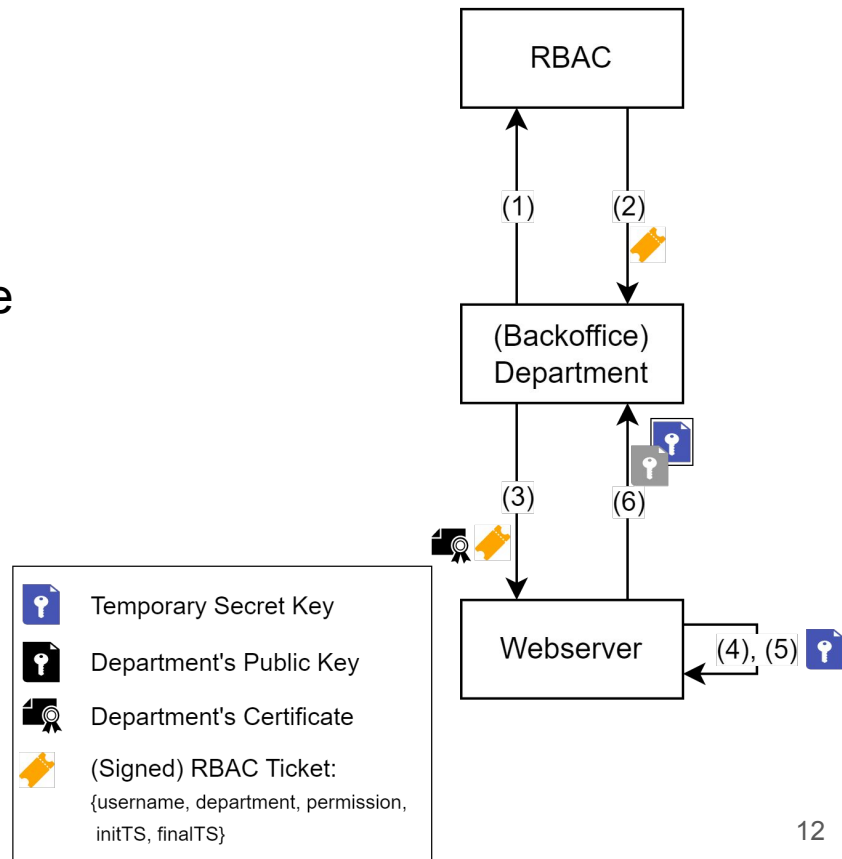 RBAC
(1)
(2)
e
(Backoffice)
Department
(3)
(6)
Webserver
(4), (5)
Temporary Secret Key
Department's Public Key
Department's Certificate
(Signed) RBAC Ticket:
{username, department, permission,
initTS, finalTS}
12